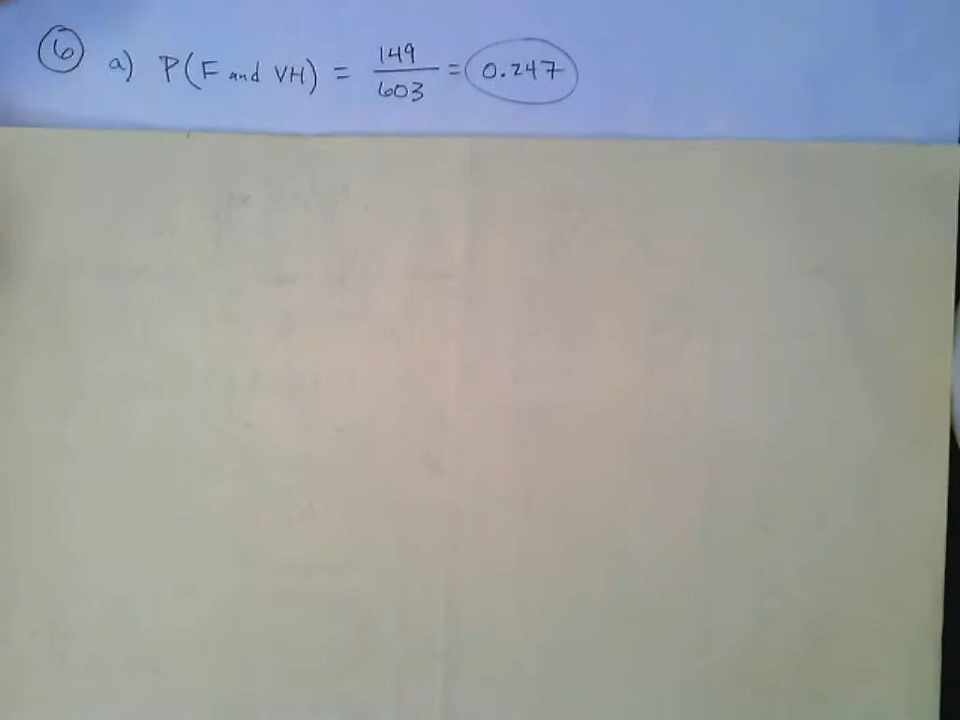 6 a) P(F and VH) = 149/603 = 0.247